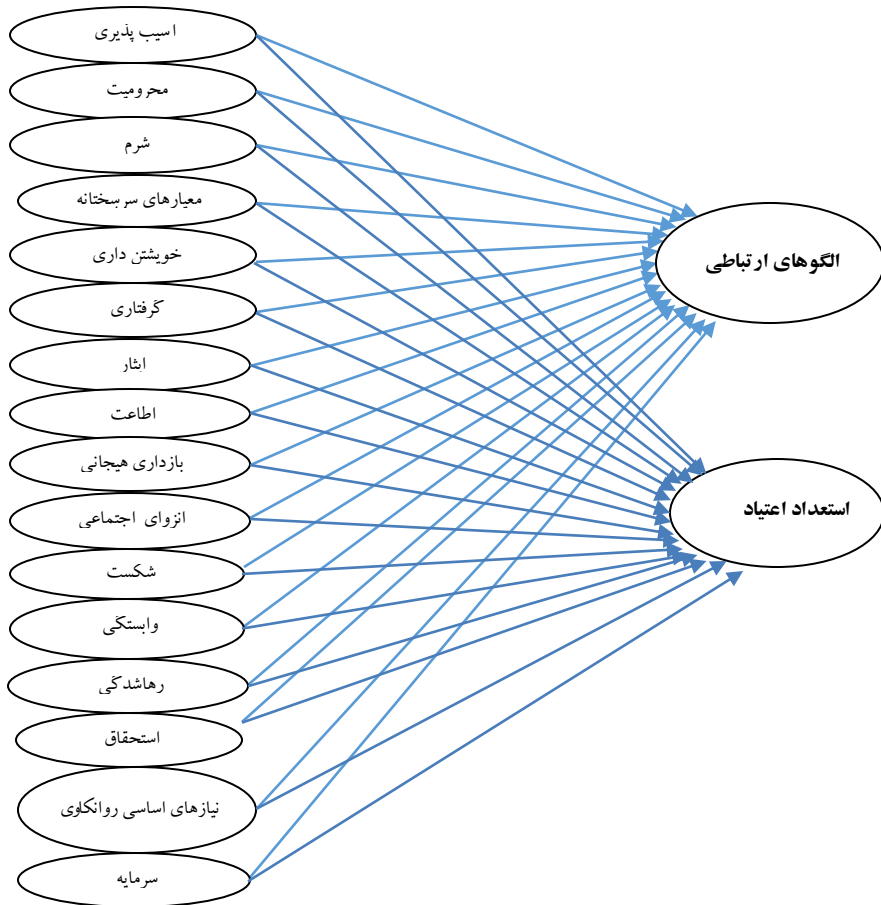 اسیب پذیری
محرومیت
شرم
معیارهای سرسختانه
خویشتن داری
گرفتاری
ایثار
اطاعت
بازداری هیجانی
انزوای اجتماعی
شکست
وابستگی
رهاشدگی
استحقاق
نیازهای اساسی روانکاوی
سرمایه
الگوهای ارتباطی
استعداد اعتیاد